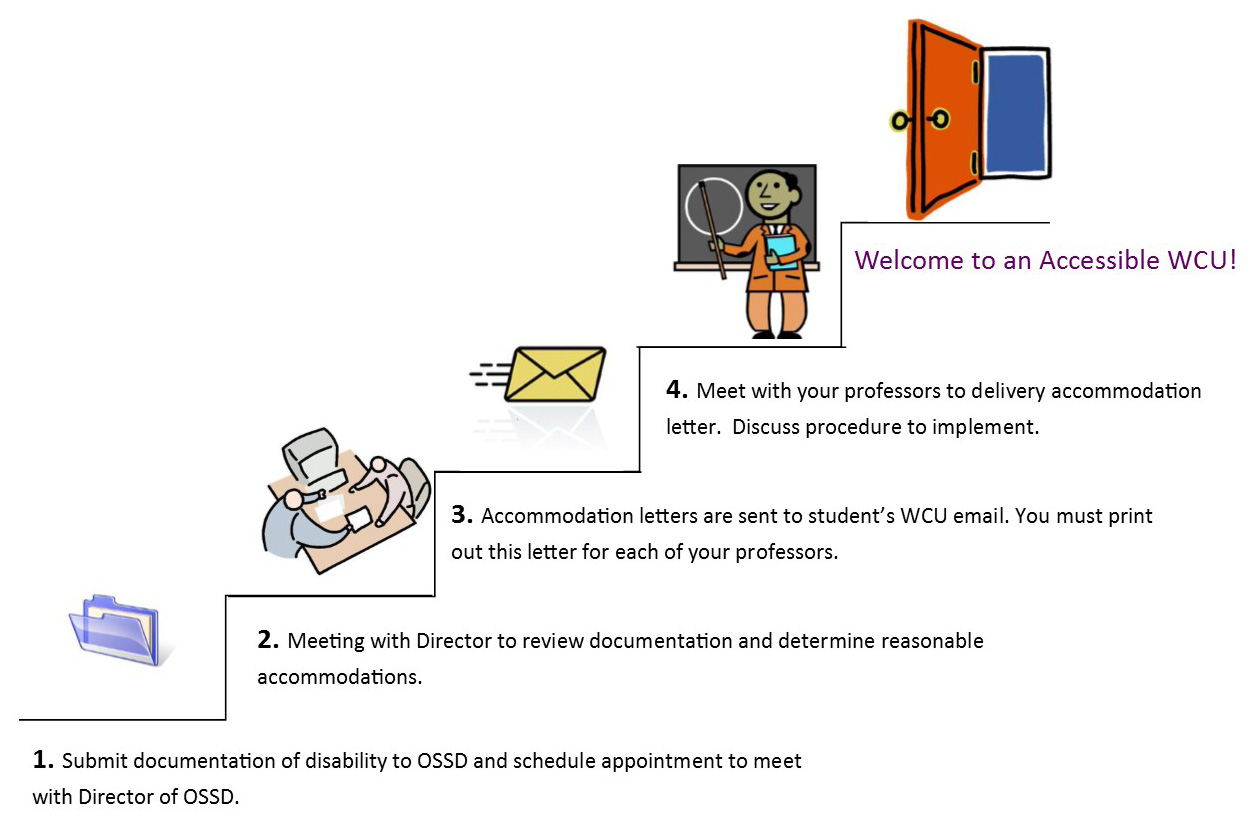 Welcome to an Accessible WCU!
4. Meet with your professors to delivery accommodation
letter.  Discuss procedure to implement.
3. Accommodation letters are sent to student’s WCU email. You must print
out this letter for each of your professors.
2. Meeting with Director to review documentation and determine reasonable
accommodations.
1. Submit documentation of disability to OSSD and schedule appointment to meet
with Director of OSSD.